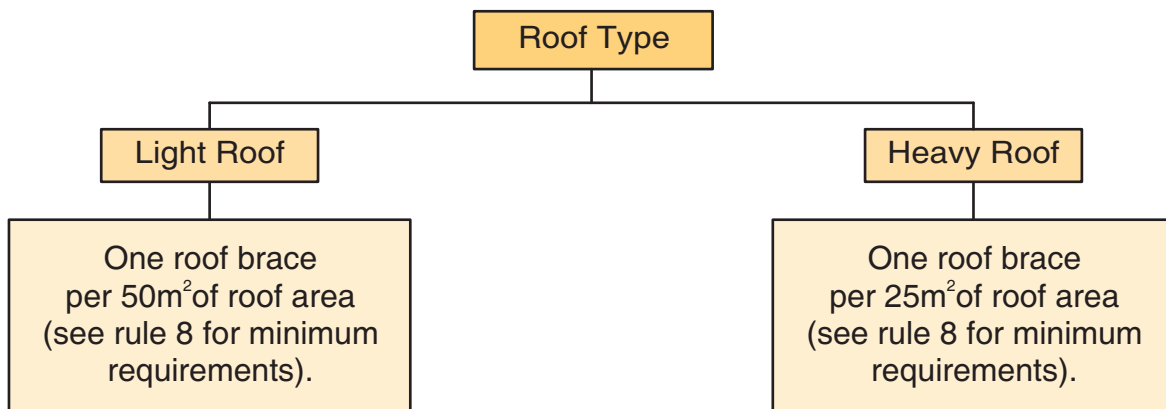 Roof Type
Light Roof
Heavy Roof
One roof brace
per 50m²of roof area
(see rule 8 for minimum
requirements).
One roof brace
per 25m²of roof area
(see rule 8 for minimum
requirements).